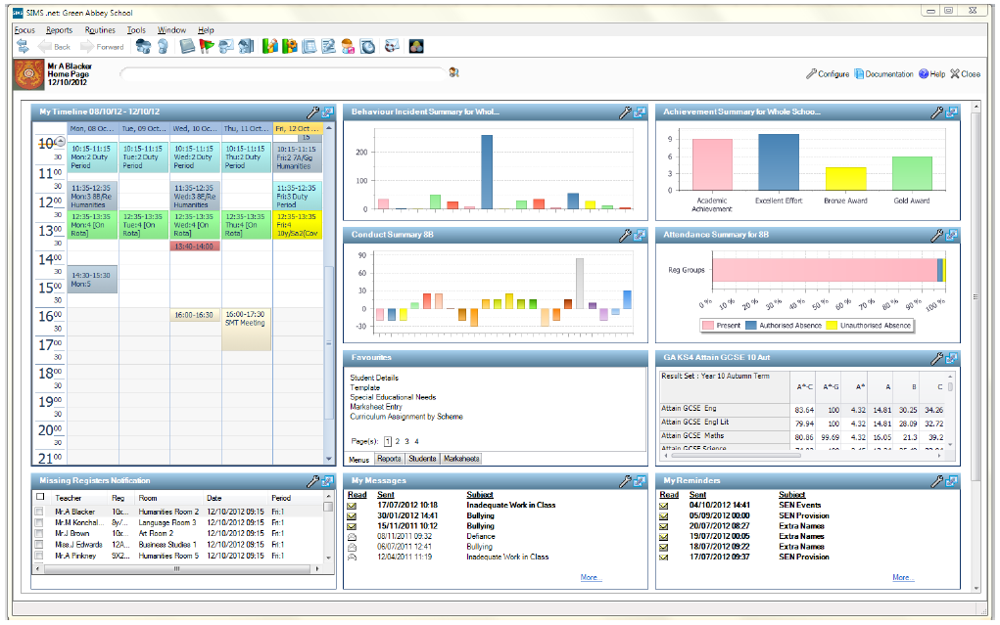 SIMS .net: Green Abbey School
Focus Reports Routines Tools Window Help
Back Forward
Mr A Blacker
Home Page
12/10/2012
Configure Documentation Help Close
My Timeline 08/10/12 - 12/10/12
Mon, 08 Oc... Tue, 09 Oct... Wed, 10 Oc... Thu, 11 Oct... Fri, 12 Oct ...
15
10:15-11:15 Mon:2 Duty Period
10:15-11:15 Tue:2 Duty Period
10:15-11:15 Wed:2 Duty Period
10:15-11:15 Thu:2 Duty Period
10:15-11:15 Fri:2 7A/Gg Humanities
11:35-12:35 Mon:3 8B/Re Humanities
11:35-12:35 Wed:3 8E/Re Humanities
11:35-12:35 Fri:3 Duty Period
12:35-13:35 Mon:4 [On Rota]
12:35-13:35 Tue:4 [On Rota]
12:35-13:35 Wed:4 [On Rota]
12:35-13:35 Thu:4 [On Rota]
12:35-13:35 Fri:4 10y/Sa2(Cov
13:40-14:00
14:30-15:30 Mon:5
16:00-16:30
16:00-17:30 SMT Meeting
10
30
11 00
30
12 00
30
13 00
30
14 00
30
15 00
30
16 00
30
17 00
30
18 00
30
19 00
30
20 00
30
21 00
Behaviour Incident Summary for Whol...
200
100
0
Achievement Summary for Whole Schoo...
9
6
3
0
Academic Achievement Excellent Effort Bronze Award Gold Award
Conduct Summary 8B
90
60
30
0
-30
Attendance Summary for 8B
Reg Groups
0 % 10 % 20 % 30 % 40 % 50 % 60 % 70 % 80 % 90 % 100 %
Present Authorised Absence Unauthorised Absence
Favourites
Student Details
Template
Special Educational Needs
Marksheet Entry
Curriculum Assignment by Scheme
Page(s): 1 2 3 4
Menus Reports Students Marksheets
GA KS4 Attain GCSE 10 Aut
Result Set : Year 10 Autumn Term
A*-C A*-G A* A B C
Attain GCSE Eng 83.64 100 4.32 14.81 30.25 34.26
Attain GCSE Engl Lit 79.94 100 4.32 14.81 28.09 32.72
Attain GCSE Maths 80.86 99.69 4.32 16.05 21.3 39.2
Attain GCSE Science
Missing Registers Notification
Teacher Reg Room Date Period
Mr.A Blacker 10x... Humanities Room 2 12/10/2012 09:15 Fri:1
Mr.M Konchal... 8y/... Language Room 3 12/10/2012 09:15 Fri:1
Mr.J Brown 10x... Art Room 2 12/10/2012 09:15 Fri:1
Miss.J Edwards 12A... Business Studies 1 12/10/2012 09:15 Fri:1
Mr.A Pinkney 9X2... Humanities Room 5 12/10/2012 09:15 Fri:1
My Messages
Read Sent Subject
17/07/2012 10:18 Inadequate Work in Class
30/01/2012 14:41 Bullying
15/11/2011 10:12 Bullying
08/11/2011 09:32 Defiance
06/07/2011 12:41 Bullying
12/04/2011 11:19 Inadequate Work in Class
More...
My Reminders
Read Sent Subject
04/10/2012 14:41 SEN Events
05/09/2012 00:00 SEN Provision
20/07/2012 08:27 Extra Names
19/07/2012 00:05 Extra Names
18/07/2012 09:22 Extra Names
17/07/2012 09:37 SEN Provision
More...